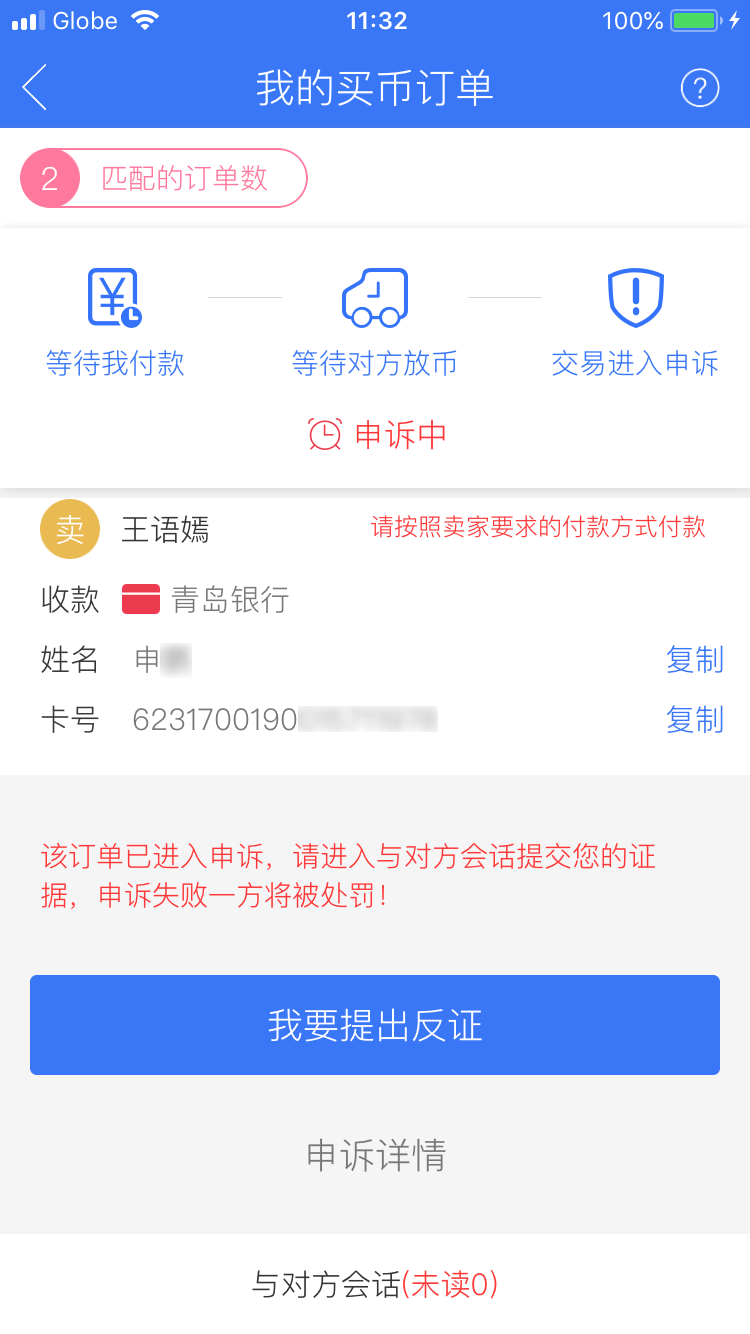 Globe 11:32 100%
我的买币订单 ?
2 匹配的订单数
等待我付款 等待对方放币 交易进入申诉
申诉中
卖 王语嫣 请按照卖家要求的付款方式付款
收款 青岛银行
姓名 申 复制
卡号 6231700190 复制
该订单已进入申诉，请进入与对方会话提交您的证
据，申诉失败一方将被处罚！
我要提出反证
申诉详情
与对方会话(未读0)